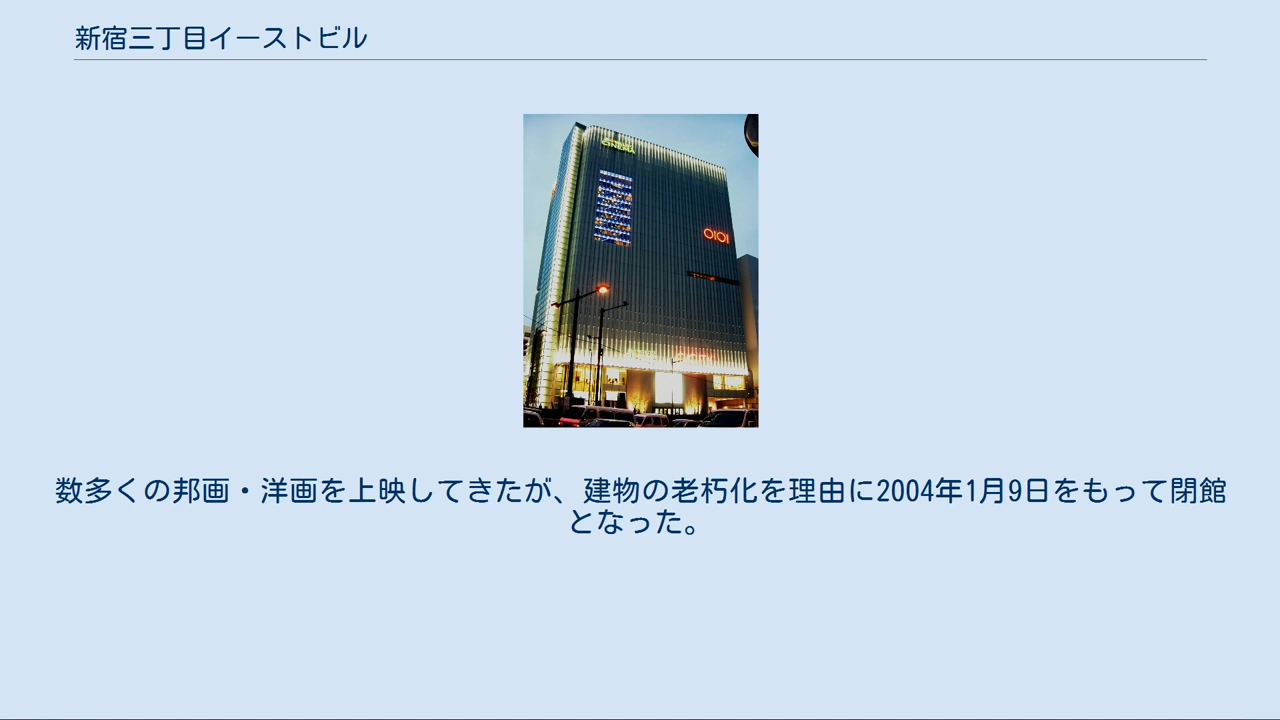 新宿三丁目イーストビル
CINEMA
OIOI
数多くの邦画・洋画を上映してきたが、建物の老朽化を理由に2004年1月9日をもって閉館
となった。